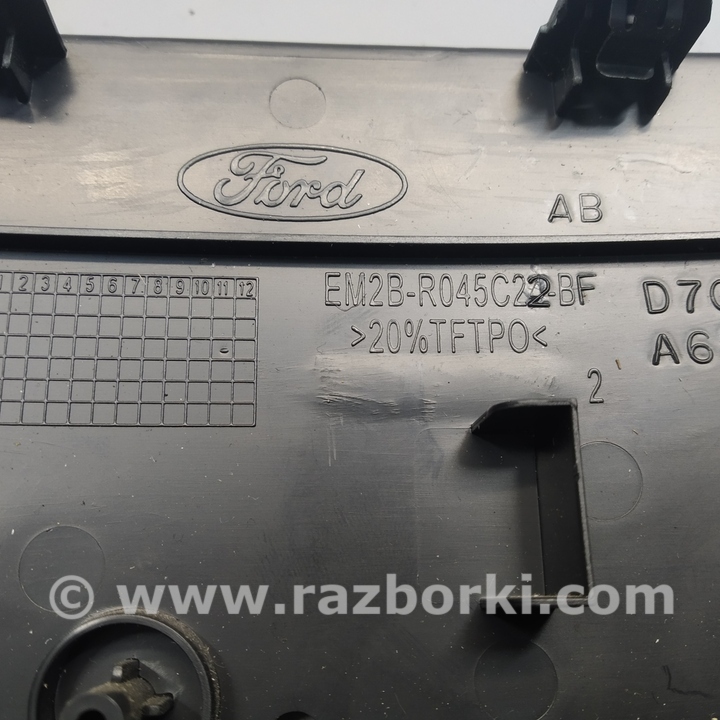 Ford
AB
1 2 3 4 5 6 7 8 9 10 11 12
EM2B-R045C22-BF
>20%TFTPO<
A6
2
© www.razborki.com